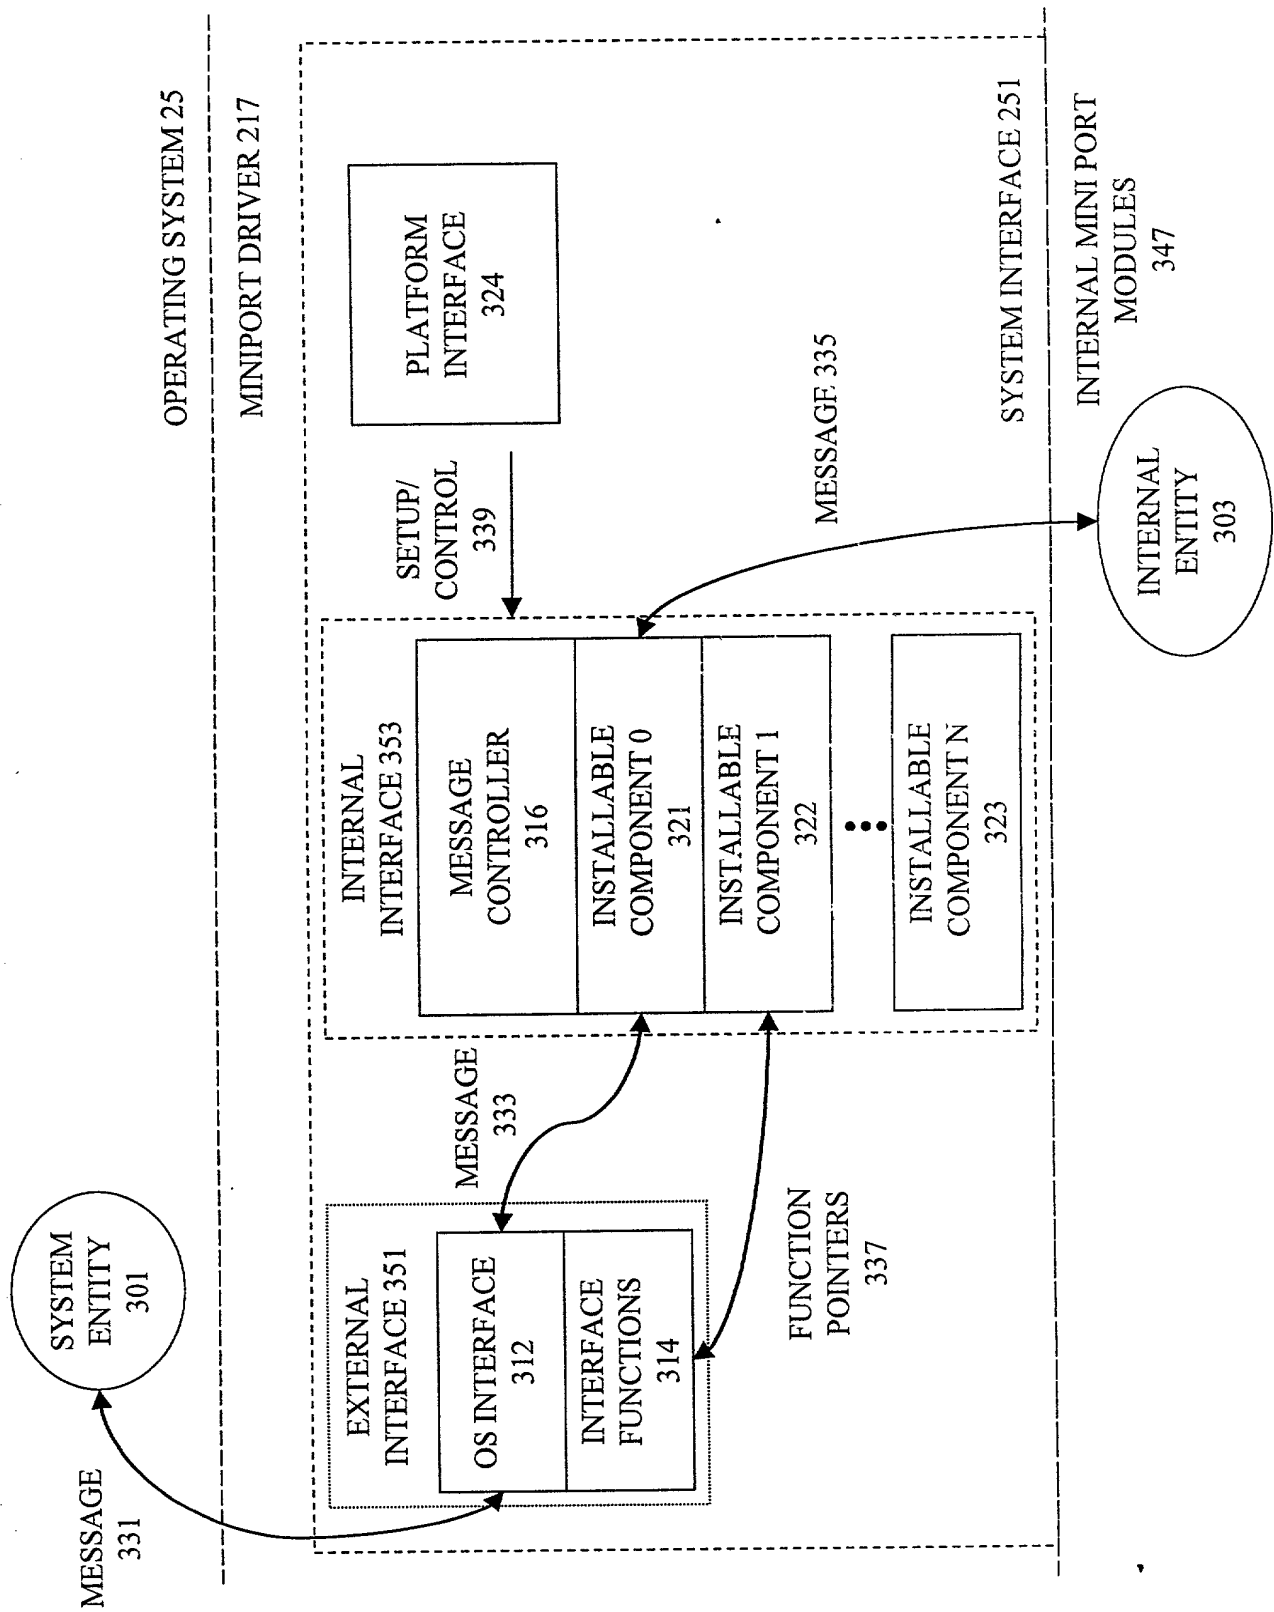 MESSAGE
331
SYSTEM
ENTITY
301
OPERATING SYSTEM 25
MINIPORT DRIVER 217
EXTERNAL
INTERFACE 351
OS INTERFACE
312
INTERFACE
FUNCTIONS
314
MESSAGE
333
FUNCTION
POINTERS
337
INTERNAL
INTERFACE 353
MESSAGE
CONTROLLER
316
INSTALLABLE
COMPONENT 0
321
INSTALLABLE
COMPONENT 1
322
INSTALLABLE
COMPONENT N
323
SETUP/
CONTROL
339
PLATFORM
INTERFACE
324
MESSAGE 335
SYSTEM INTERFACE 251
INTERNAL MINI PORT
MODULES
347
INTERNAL
ENTITY
303